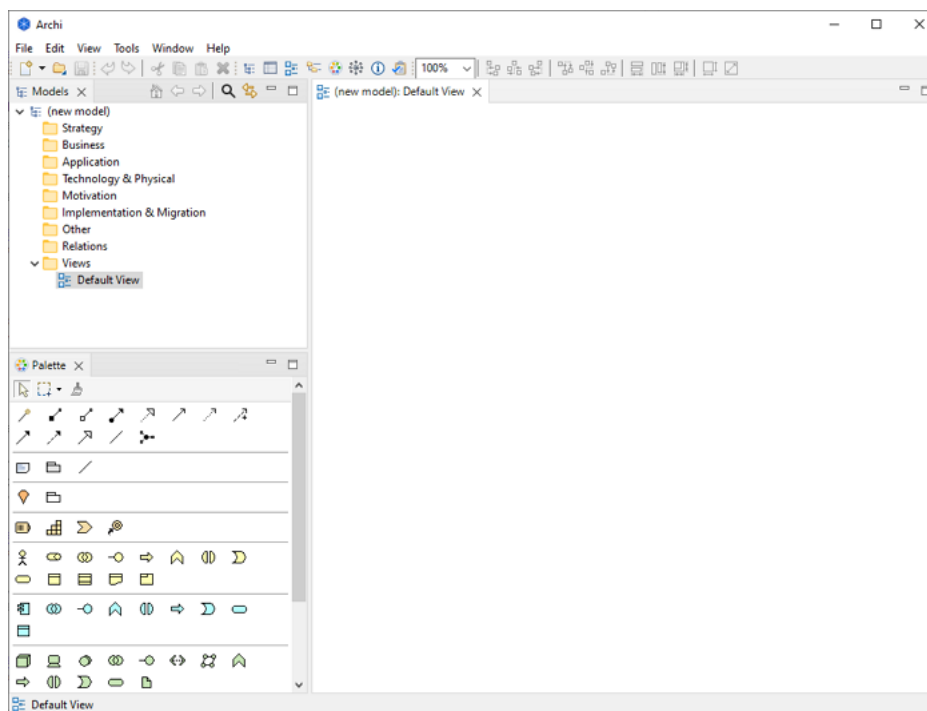 Archi
File Edit View Tools Window Help
100%
Models
(new model): Default View
(new model)
Strategy
Business
Application
Technology & Physical
Motivation
Implementation & Migration
Other
Relations
Views
Default View
Palette
Default View